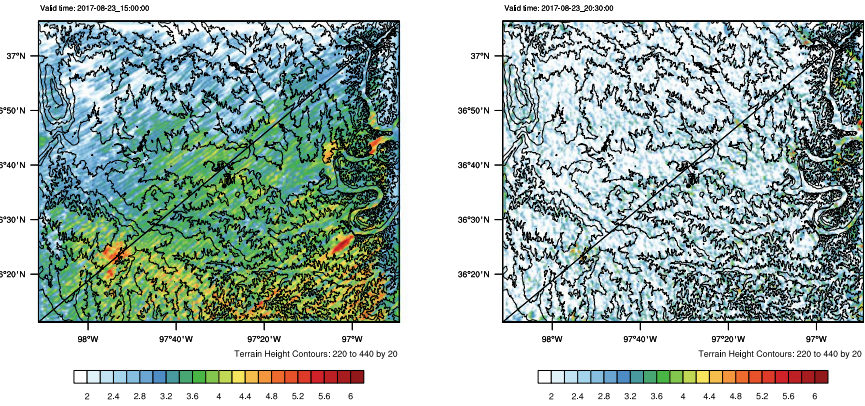 Valid time: 2017-08-23_15:00:00
37°N
36°50'N
36°40'N
36°30'N
36°20'N
98°W
97°40'W
97°20'W
97°W
Terrain Height Contours: 220 to 440 by 20
2 2.4 2.8 3.2 3.6 4 4.4 4.8 5.2 5.6 6
Valid time: 2017-08-23_20:30:00
37°N
36°50'N
36°40'N
36°30'N
36°20'N
98°W
97°40'W
97°20'W
97°W
Terrain Height Contours: 220 to 440 by 20
2 2.4 2.8 3.2 3.6 4 4.4 4.8 5.2 5.6 6